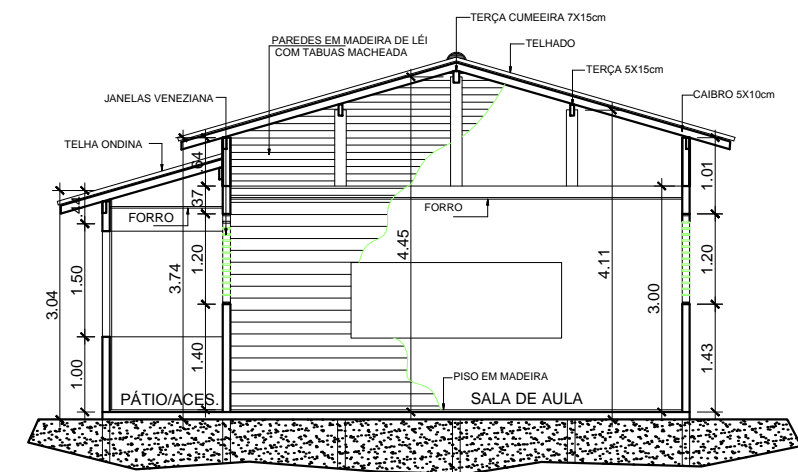 TERÇA CUMEEIRA 7X15cm
PAREDES EM MADEIRA DE LÉI
COM TABUAS MACHEADA
TELHADO
TERÇA 5X15cm
JANELAS VENEZIANA
CAIBRO 5X10cm
TELHA ONDINA
.64
1.01
.37
FORRO
FORRO
1.20
4.45
4.11
1.20
1.50
3.74
3.04
3.00
1.00
1.40
1.43
PISO EM MADEIRA
PÁTIO/ACES.
SALA DE AULA